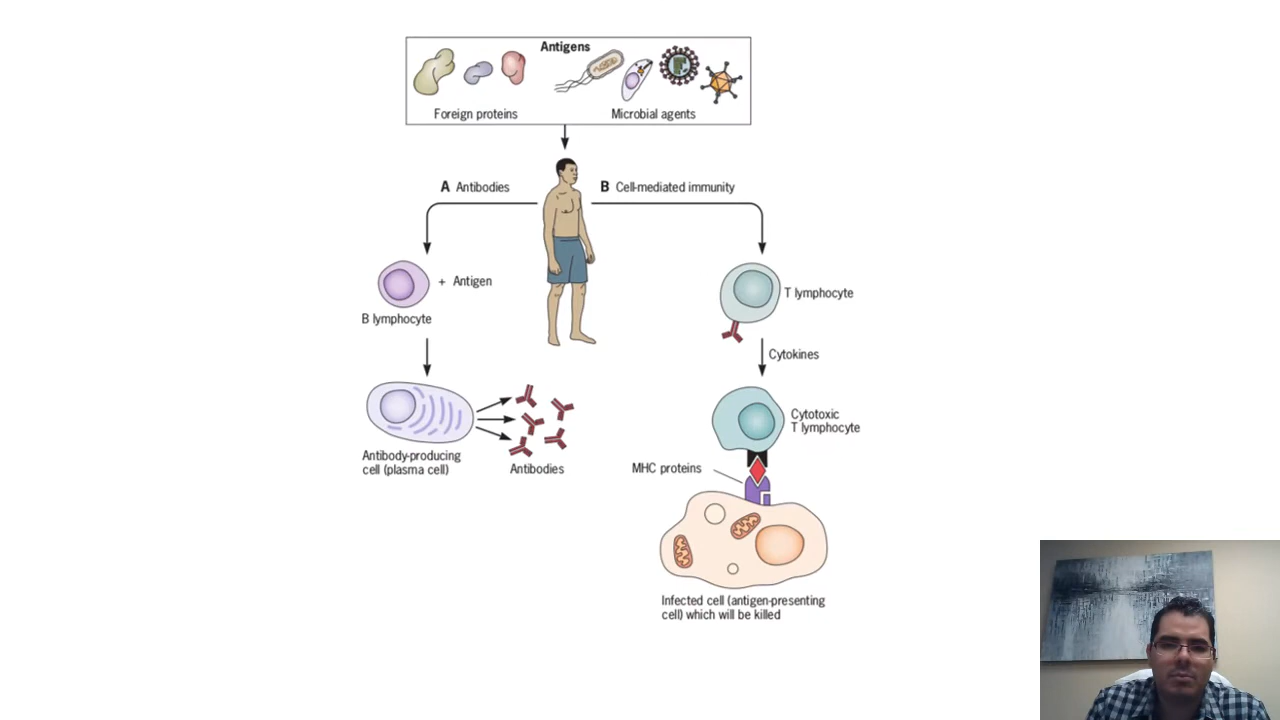 Antigens
Foreign proteins
Microbial agents
A Antibodies
B Cell-mediated immunity
+ Antigen
B lymphocyte
T lymphocyte
Cytokines
Cytotoxic
T lymphocyte
Antibody-producing
cell (plasma cell)
Antibodies
MHC proteins
Infected cell (antigen-presenting
cell) which will be killed